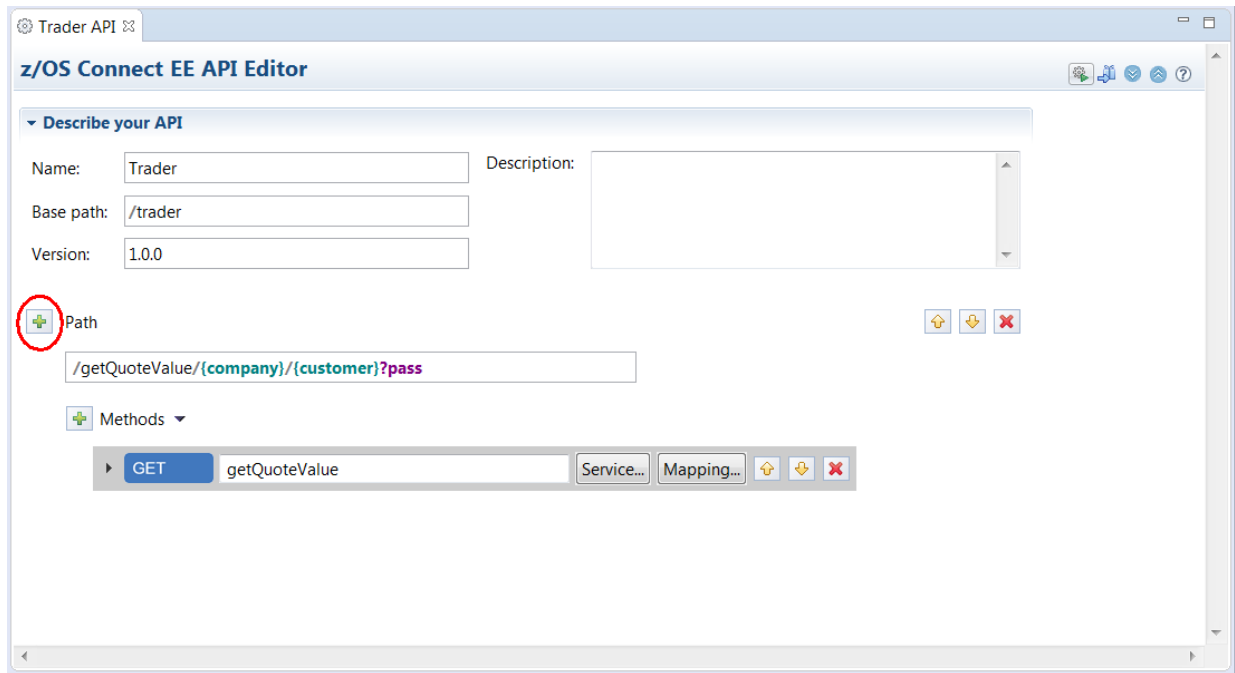 Trader API
z/OS Connect EE API Editor
Describe your API
Name: Trader
Description:
Base path: /trader
Version: 1.0.0
Path
/getQuoteValue/{company}/{customer}?pass
Methods
GET getQuoteValue Service... Mapping...